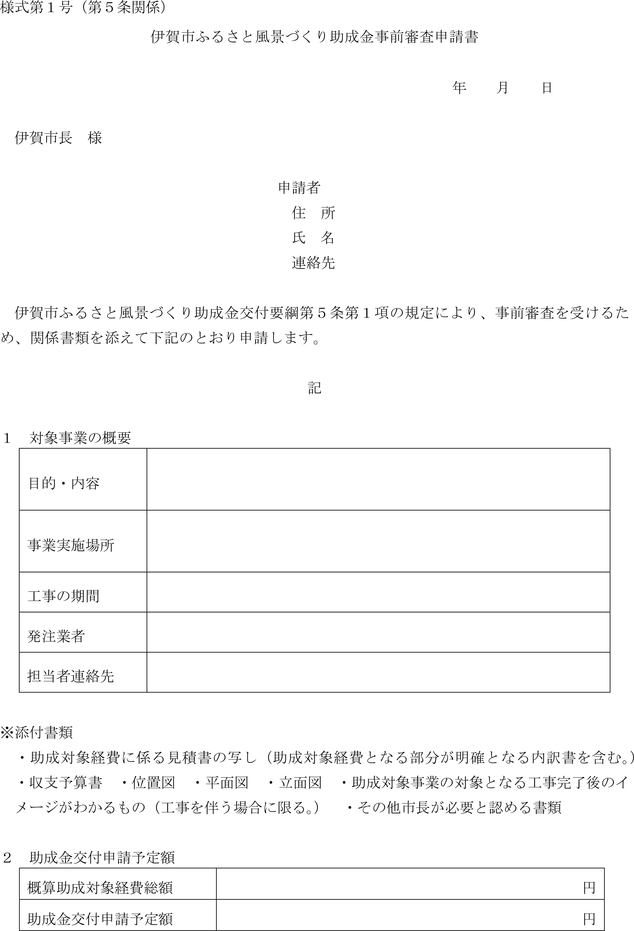 様式第１号（第５条関係）
伊賀市ふるさと風景づくり助成金事前審査申請書
年　　月　　日
伊賀市長　様
申請者
住　所
氏　名
連絡先
伊賀市ふるさと風景づくり助成金交付要綱第５条第１項の規定により、事前審査を受けるた
め、関係書類を添えて下記のとおり申請します。
記
１　対象事業の概要
目的・内容
事業実施場所
工事の期間
発注業者
担当者連絡先
※添付書類
・助成対象経費に係る見積書の写し（助成対象経費となる部分が明確となる内訳書を含む。）
・収支予算書　・位置図　・平面図　・立面図　・助成対象事業の対象となる工事完了後のイ
メージがわかるもの（工事を伴う場合に限る。）　・その他市長が必要と認める書類
２　助成金交付申請予定額
概算助成対象経費総額　円
助成金交付申請予定額　円